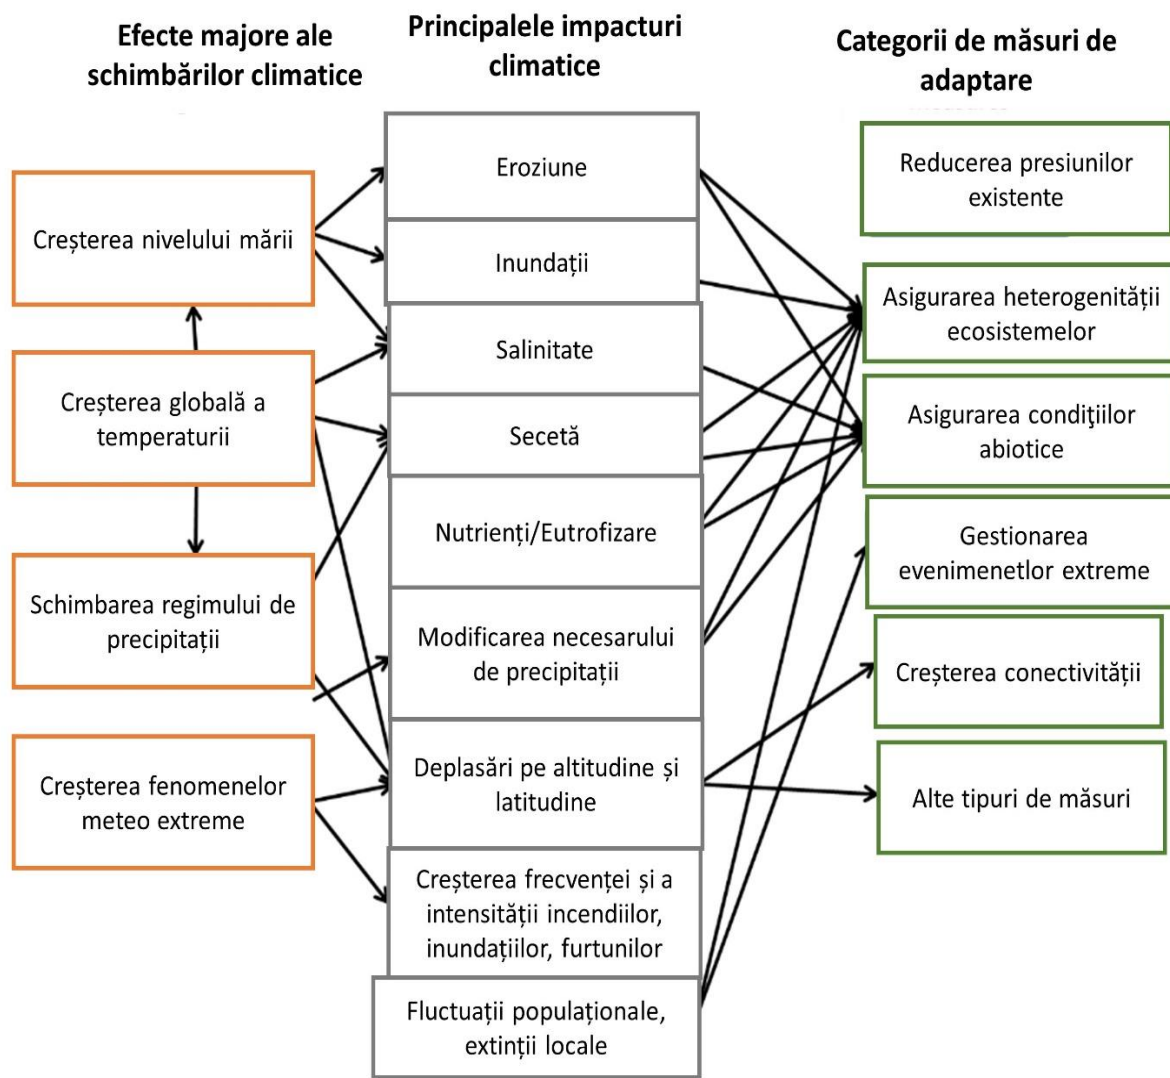 Efecte majore ale
schimbărilor climatice
Creșterea nivelului mării
Creșterea globală a
temperaturii
Schimbarea regimului de
precipitații
Creșterea fenomenelor
meteo extreme
Principalele impacturi
climatice
Eroziune
Inundații
Salinitate
Secetă
Nutrienți/Eutrofizare
Modificarea necesarului
de precipitații
Deplasări pe altitudine și
latitudine
Creșterea frecvenței și a
intensității incendiilor,
inundațiilor, furtunilor
Fluctuații populaționale,
extinții locale
Categorii de măsuri de
adaptare
Reducerea presiunilor
existente
Asigurarea heterogenității
ecosistemelor
Asigurarea condiţiilor
abiotice
Gestionarea
evenimenetlor extreme
Creșterea conectivității
Alte tipuri de măsuri